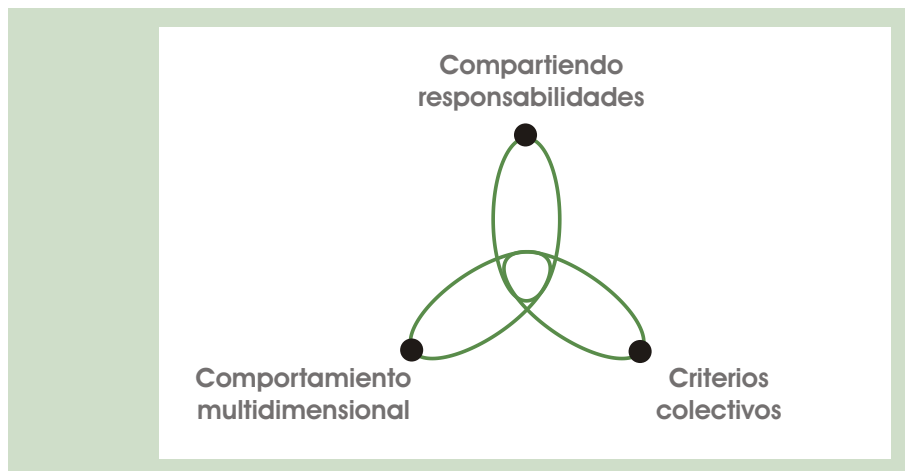 Compartiendo
responsabilidades
Comportamiento
multidimensional
Criterios
colectivos